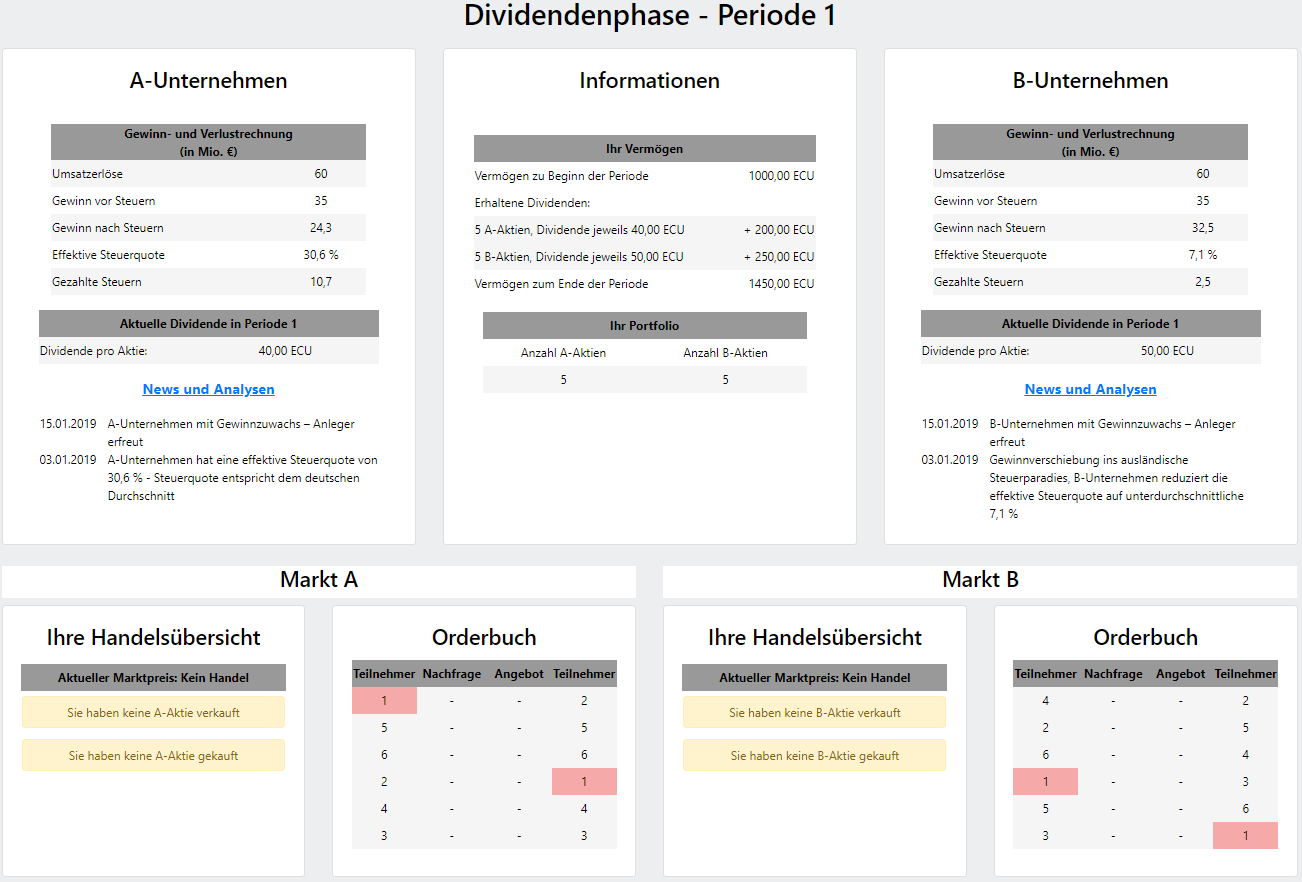 Dividendenphase - Periode 1
A-Unternehmen
Gewinn- und Verlustrechnung
(in Mio. €)
Umsatzerlöse 60
Gewinn vor Steuern 35
Gewinn nach Steuern 24,3
Effektive Steuerquote 30,6 %
Gezahlte Steuern 10,7
Aktuelle Dividende in Periode 1
Dividende pro Aktie: 40,00 ECU
News und Analysen
15.01.2019 A-Unternehmen mit Gewinnzuwachs – Anleger
erfreut
03.01.2019 A-Unternehmen hat eine effektive Steuerquote von
30,6 % - Steuerquote entspricht dem deutschen
Durchschnitt
Informationen
Ihr Vermögen
Vermögen zu Beginn der Periode 1000,00 ECU
Erhaltene Dividenden:
5 A-Aktien, Dividende jeweils 40,00 ECU + 200,00 ECU
5 B-Aktien, Dividende jeweils 50,00 ECU + 250,00 ECU
Vermögen zum Ende der Periode 1450,00 ECU
Ihr Portfolio
Anzahl A-Aktien Anzahl B-Aktien
5 5
B-Unternehmen
Gewinn- und Verlustrechnung
(in Mio. €)
Umsatzerlöse 60
Gewinn vor Steuern 35
Gewinn nach Steuern 32,5
Effektive Steuerquote 7,1 %
Gezahlte Steuern 2,5
Aktuelle Dividende in Periode 1
Dividende pro Aktie: 50,00 ECU
News und Analysen
15.01.2019 B-Unternehmen mit Gewinnzuwachs – Anleger
erfreut
03.01.2019 Gewinnverschiebung ins ausländische
Steuerparadies, B-Unternehmen reduziert die
effektive Steuerquote auf unterdurchschnittliche
7,1 %
Markt A
Ihre Handelsübersicht
Aktueller Marktpreis: Kein Handel
Sie haben keine A-Aktie verkauft
Sie haben keine A-Aktie gekauft
Orderbuch
Teilnehmer Nachfrage Angebot Teilnehmer
1 - - 2
5 - - 5
6 - - 6
2 - - 1
4 - - 4
3 - - 3
Markt B
Ihre Handelsübersicht
Aktueller Marktpreis: Kein Handel
Sie haben keine B-Aktie verkauft
Sie haben keine B-Aktie gekauft
Orderbuch
Teilnehmer Nachfrage Angebot Teilnehmer
4 - - 2
2 - - 5
6 - - 4
1 - - 3
5 - - 6
3 - - 1